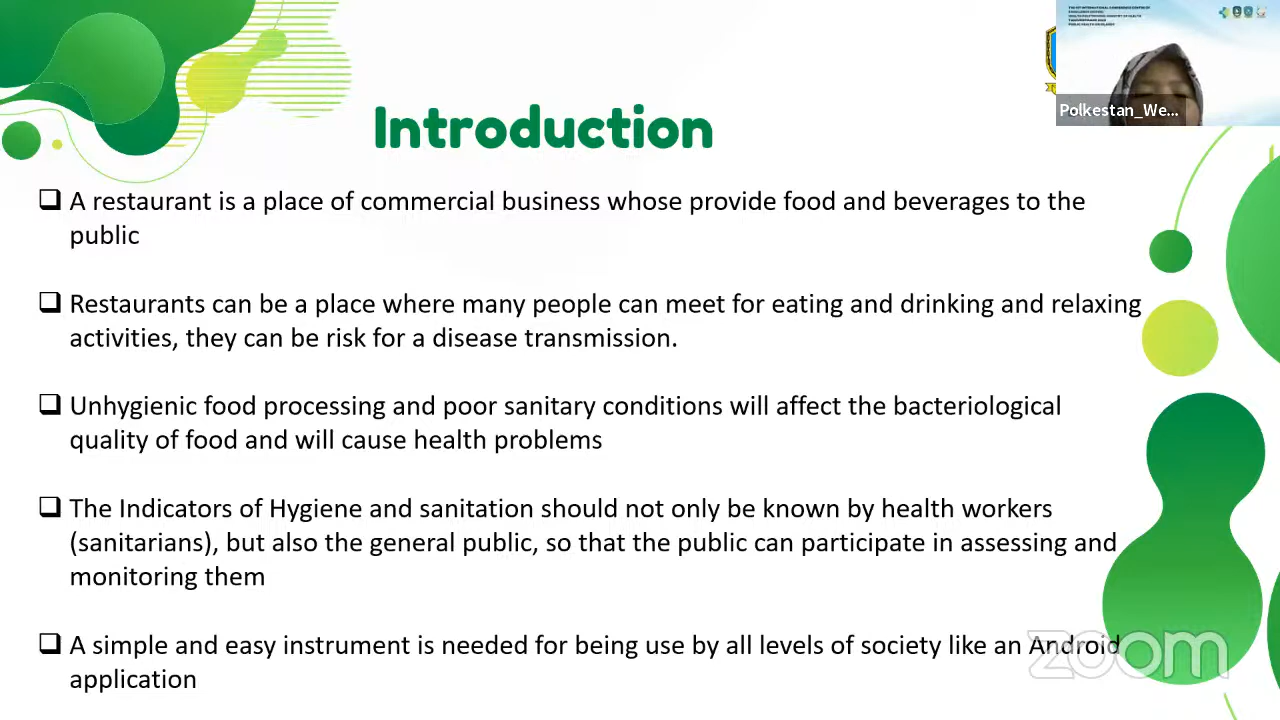 Introduction
Polkestan_We...
❑ A restaurant is a place of commercial business whose provide food and beverages to the
public
❑ Restaurants can be a place where many people can meet for eating and drinking and relaxing
activities, they can be risk for a disease transmission.
❑ Unhygienic food processing and poor sanitary conditions will affect the bacteriological
quality of food and will cause health problems
❑ The Indicators of Hygiene and sanitation should not only be known by health workers
(sanitarians), but also the general public, so that the public can participate in assessing and
monitoring them
❑ A simple and easy instrument is needed for being use by all levels of society like an Android
application
zoom